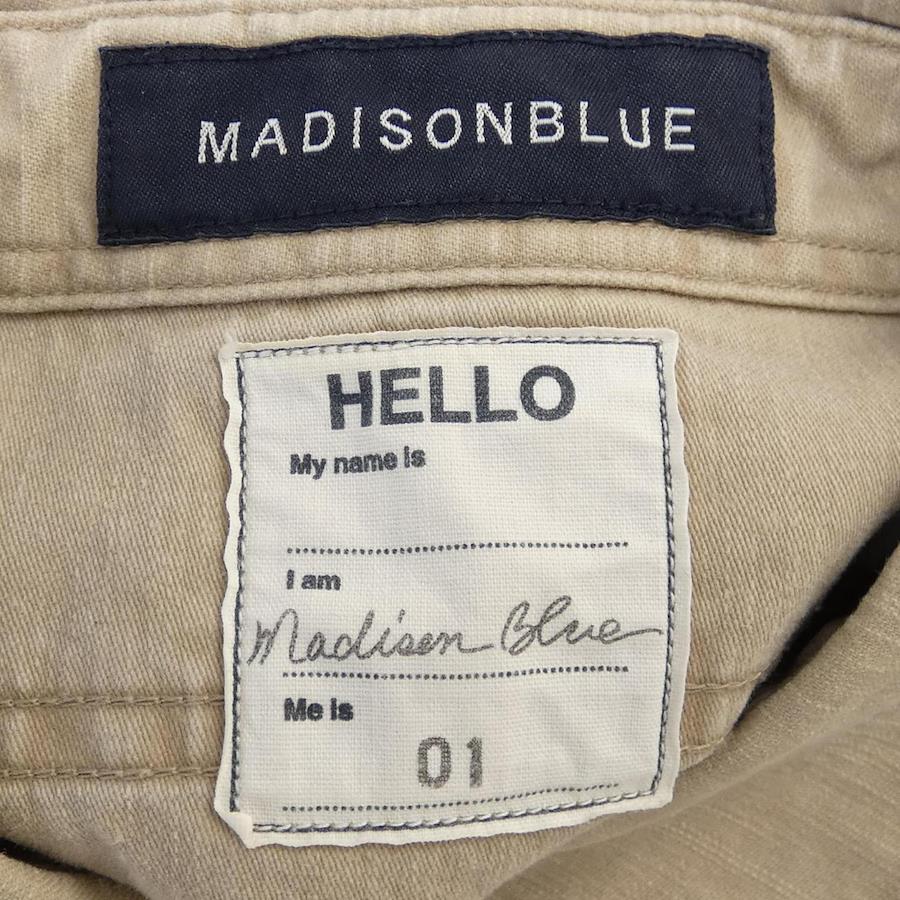 MADISONBLUE
HELLO
My name is
I am
Madison Blue
Me is
01